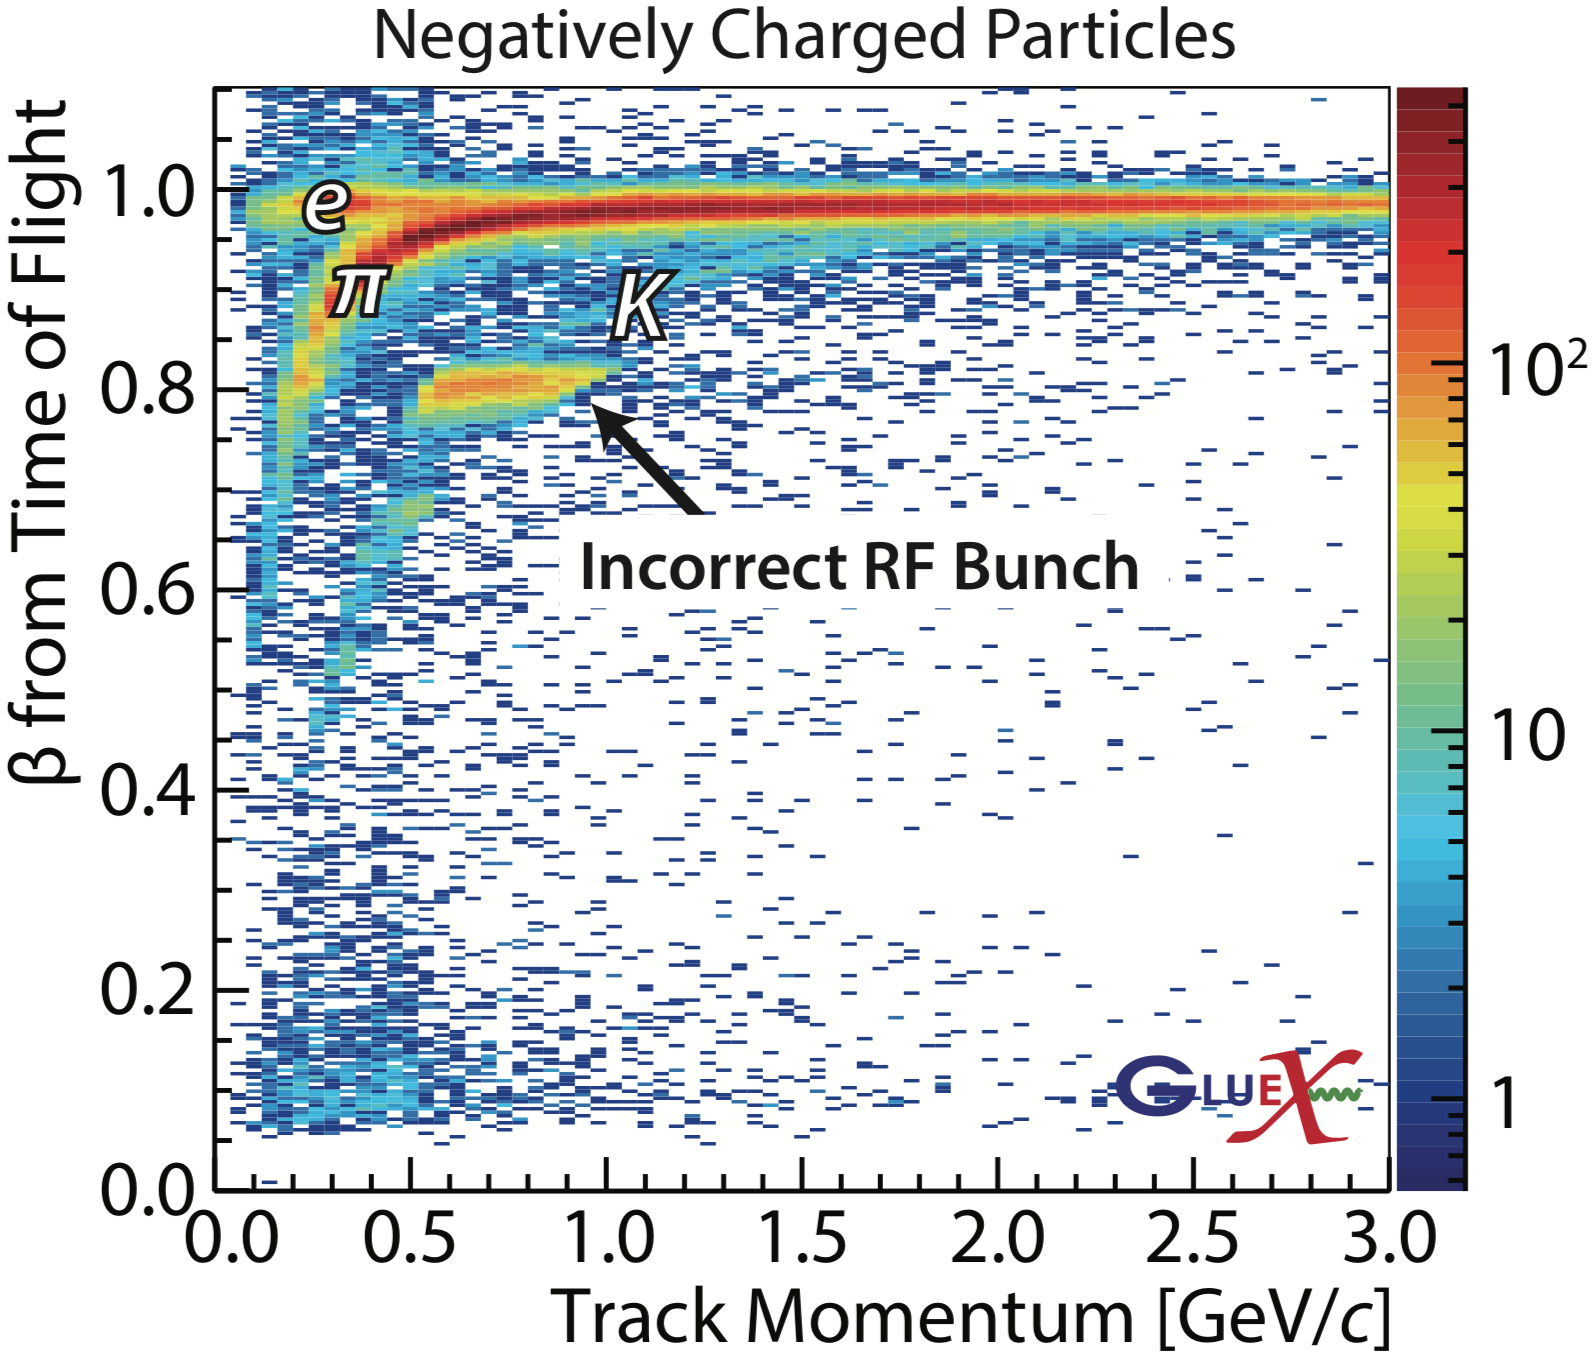 Negatively Charged Particles
β from Time of Flight
1.0
0.8
0.6
0.4
0.2
0.0
e
π
K
Incorrect RF Bunch
GLUEX
10²
10
1
0.0 0.5 1.0 1.5 2.0 2.5 3.0
Track Momentum [GeV/c]